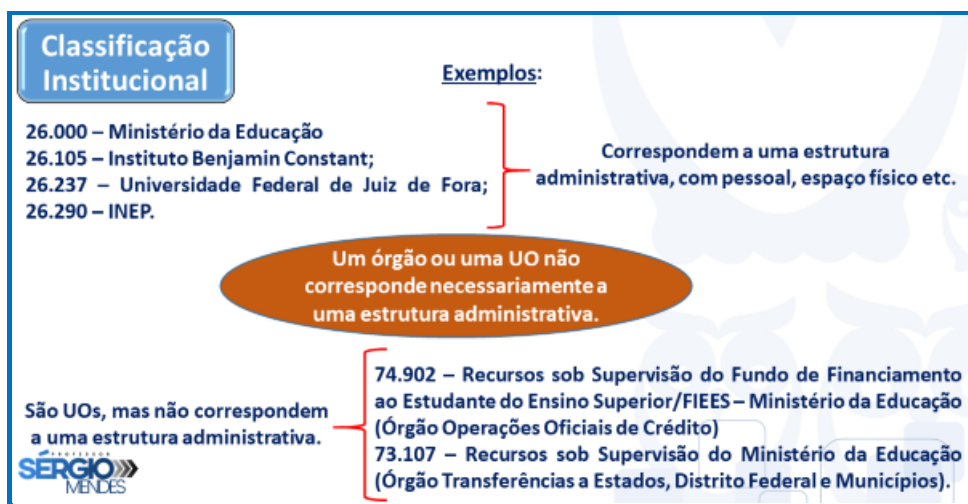 Classificação
Institucional
Exemplos:
26.000 – Ministério da Educação
26.105 – Instituto Benjamin Constant;
26.237 – Universidade Federal de Juiz de Fora;
26.290 – INEP.
Correspondem a uma estrutura
administrativa, com pessoal, espaço físico etc.
Um órgão ou uma UO não
corresponde necessariamente a
uma estrutura administrativa.
São UOs, mas não correspondem
a uma estrutura administrativa.
74.902 – Recursos sob Supervisão do Fundo de Financiamento
ao Estudante do Ensino Superior/FIEES – Ministério da Educação
(Órgão Operações Oficiais de Crédito)
73.107 – Recursos sob Supervisão do Ministério da Educação
(Órgão Transferências a Estados, Distrito Federal e Municípios).
PROFESSOR
SÉRGIO
MENDES